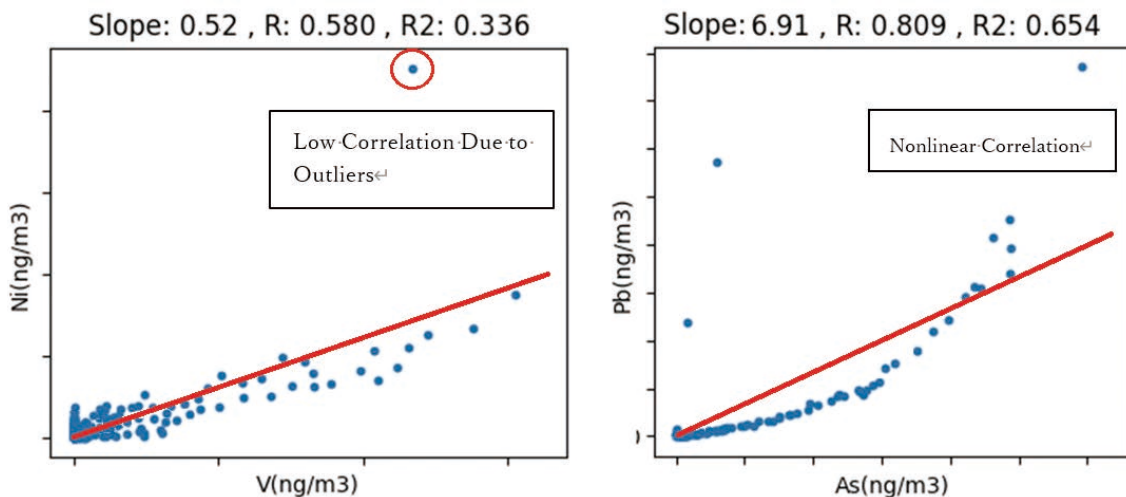 Slope: 0.52 , R: 0.580 , R2: 0.336
Low·Correlation·Due·to·
Outliers↵
Ni(ng/m3)
V(ng/m3)
Slope: 6.91 , R: 0.809 , R2: 0.654
Nonlinear·Correlation↵
Pb(ng/m3)
)
As(ng/m3)